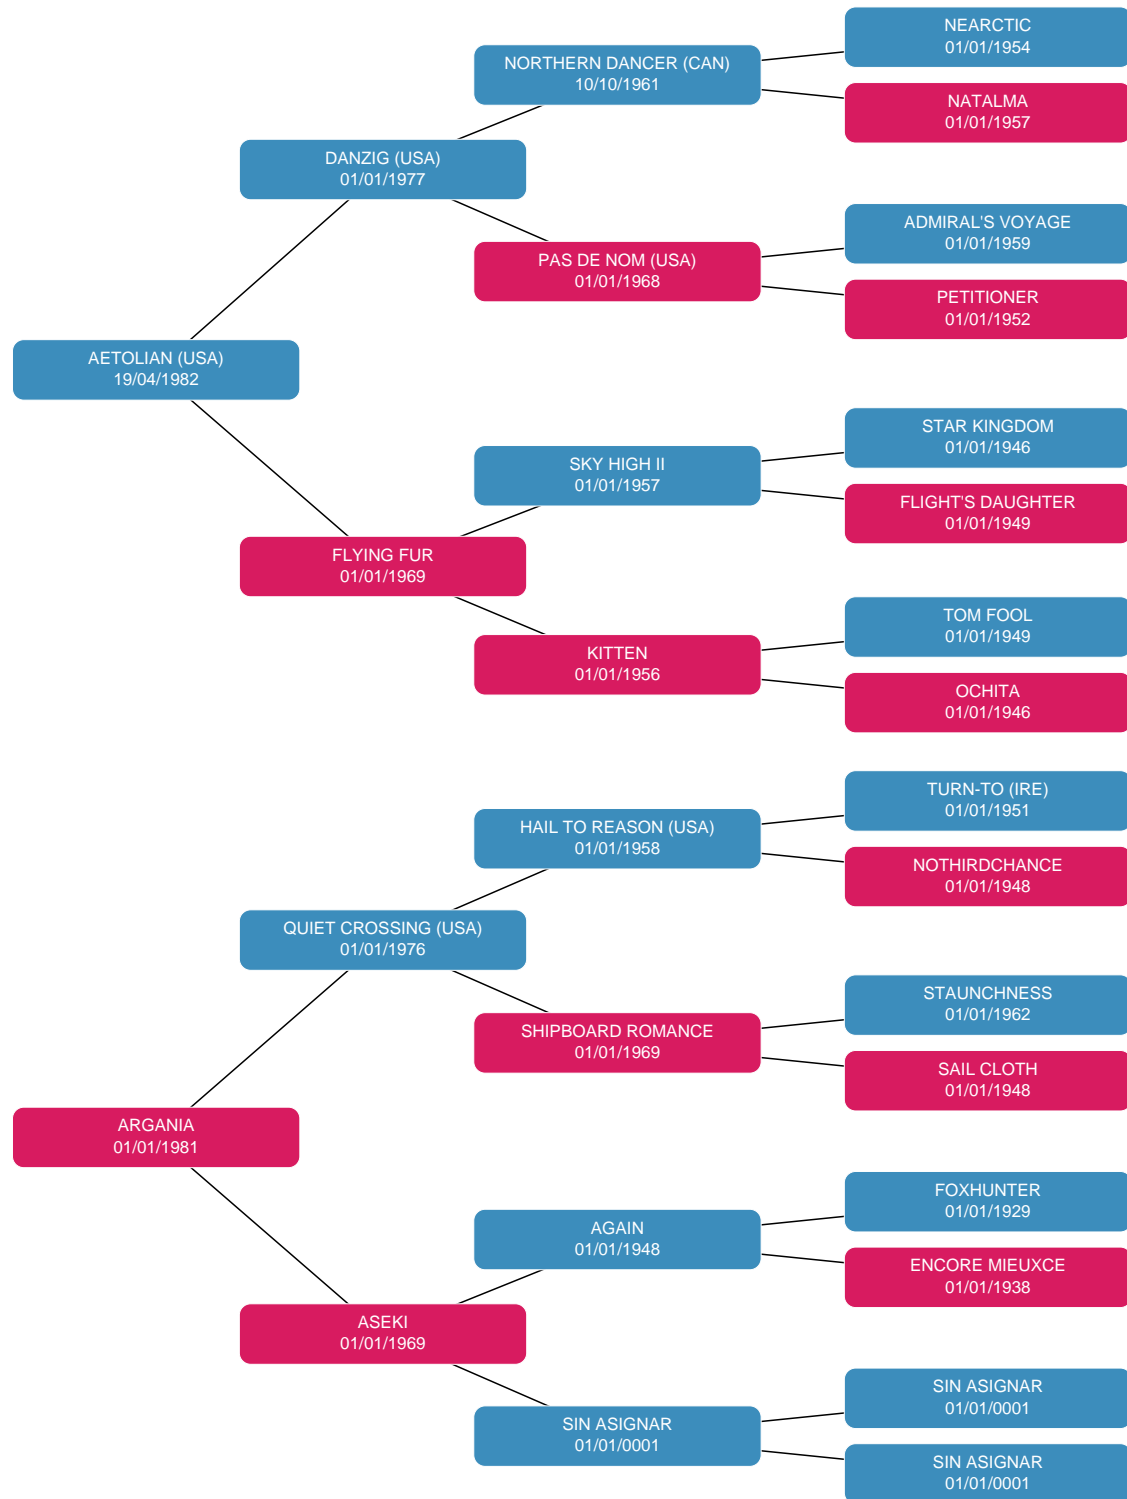 NEARCTIC
01/01/1954
NORTHERN DANCER (CAN)
10/10/1961
NATALMA
01/01/1957
DANZIG (USA)
01/01/1977
ADMIRAL'S VOYAGE
01/01/1959
PAS DE NOM (USA)
01/01/1968
PETITIONER
01/01/1952
AETOLIAN (USA)
19/04/1982
STAR KINGDOM
01/01/1946
SKY HIGH II
01/01/1957
FLIGHT'S DAUGHTER
01/01/1949
FLYING FUR
01/01/1969
TOM FOOL
01/01/1949
KITTEN
01/01/1956
OCHITA
01/01/1946
TURN-TO (IRE)
01/01/1951
HAIL TO REASON (USA)
01/01/1958
NOTHIRDCHANCE
01/01/1948
QUIET CROSSING (USA)
01/01/1976
STAUNCHNESS
01/01/1962
SHIPBOARD ROMANCE
01/01/1969
SAIL CLOTH
01/01/1948
ARGANIA
01/01/1981
FOXHUNTER
01/01/1929
AGAIN
01/01/1948
ENCORE MIEUXCE
01/01/1938
ASEKI
01/01/1969
SIN ASIGNAR
01/01/0001
SIN ASIGNAR
01/01/0001
SIN ASIGNAR
01/01/0001